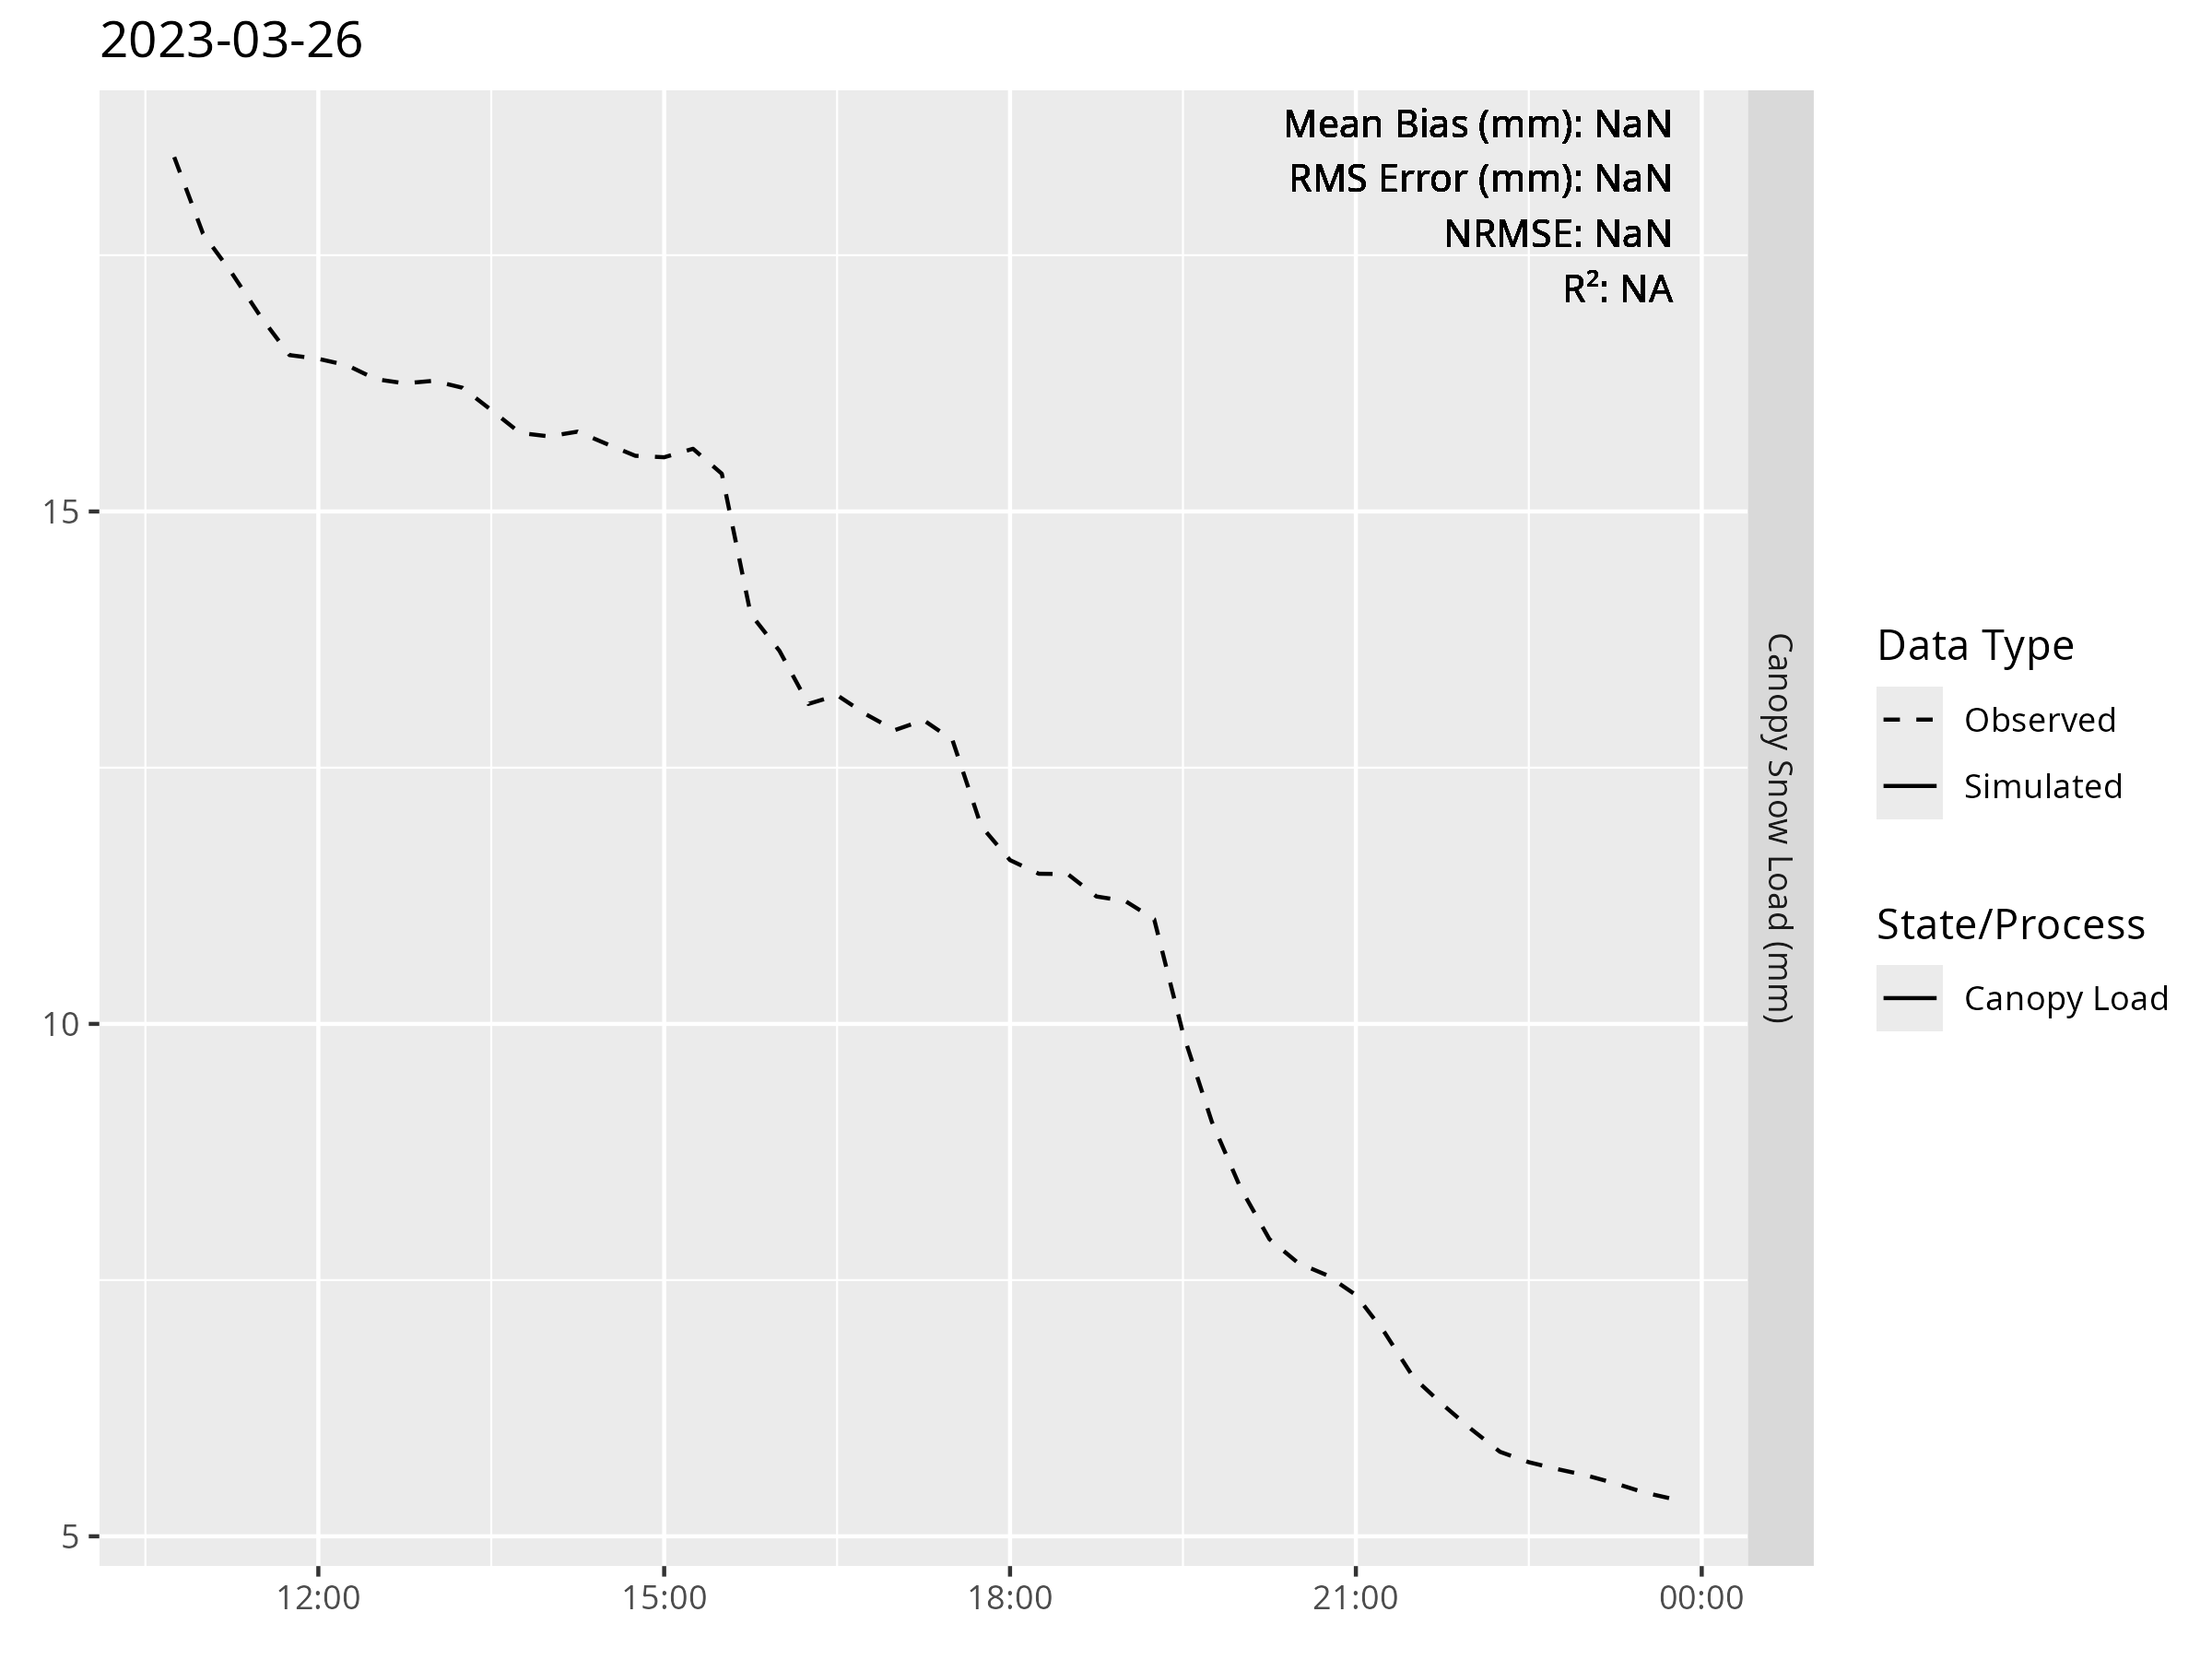 2023-03-26
Mean Bias (mm): NaN
RMS Error (mm): NaN
NRMSE: NaN
R²: NA
15
10
5
12:00
15:00
18:00
21:00
00:00
Canopy Snow Load (mm)
Data Type
Observed
Simulated
State/Process
Canopy Load